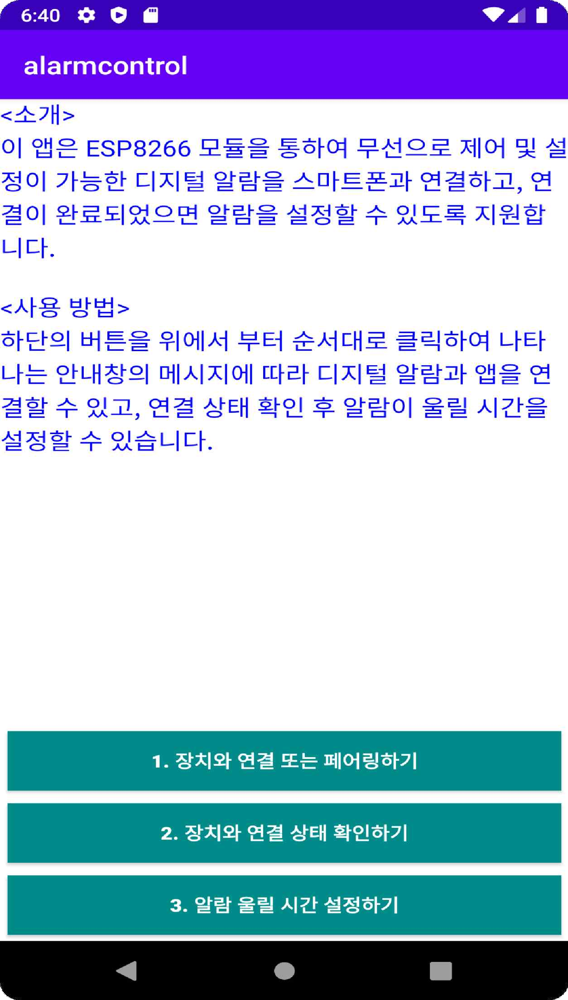 6:40
alarmcontrol
<소개>
이 앱은 ESP8266 모듈을 통하여 무선으로 제어 및 설
정이 가능한 디지털 알람을 스마트폰과 연결하고, 연
결이 완료되었으면 알람을 설정할 수 있도록 지원합
니다.
<사용 방법>
하단의 버튼을 위에서 부터 순서대로 클릭하여 나타
나는 안내창의 메시지에 따라 디지털 알람과 앱을 연
결할 수 있고, 연결 상태 확인 후 알람이 울릴 시간을
설정할 수 있습니다.
1. 장치와 연결 또는 페어링하기
2. 장치와 연결 상태 확인하기
3. 알람 울릴 시간 설정하기